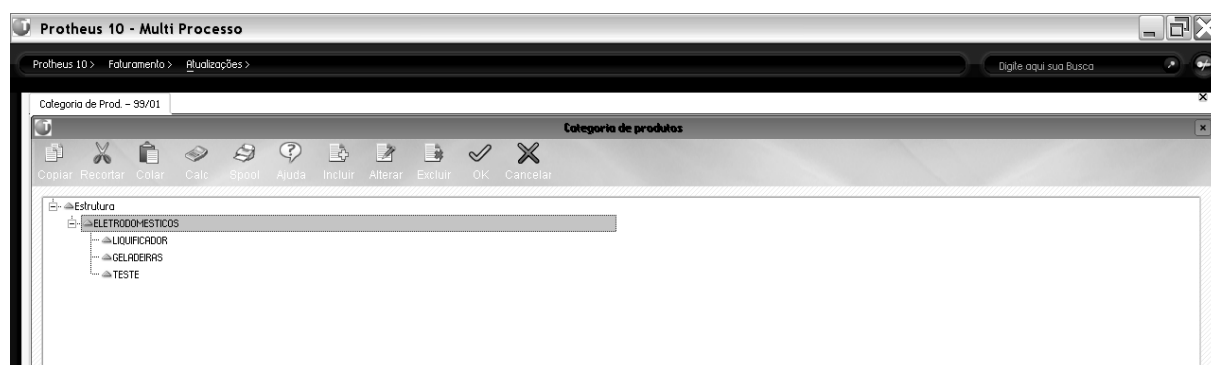 Protheus 10 - Multi Processo
Protheus 10 > Faturamento > Atualizações >
Digite aqui sua Busca
Categoria de Prod. - 99/01
Categoria de produtos
Copiar Recortar Colar Calc Spool Ajuda Incluir Alterar Excluir OK Cancelar
Estrutura
ELETRODOMESTICOS
LIQUIFICADOR
GELADEIRAS
TESTE